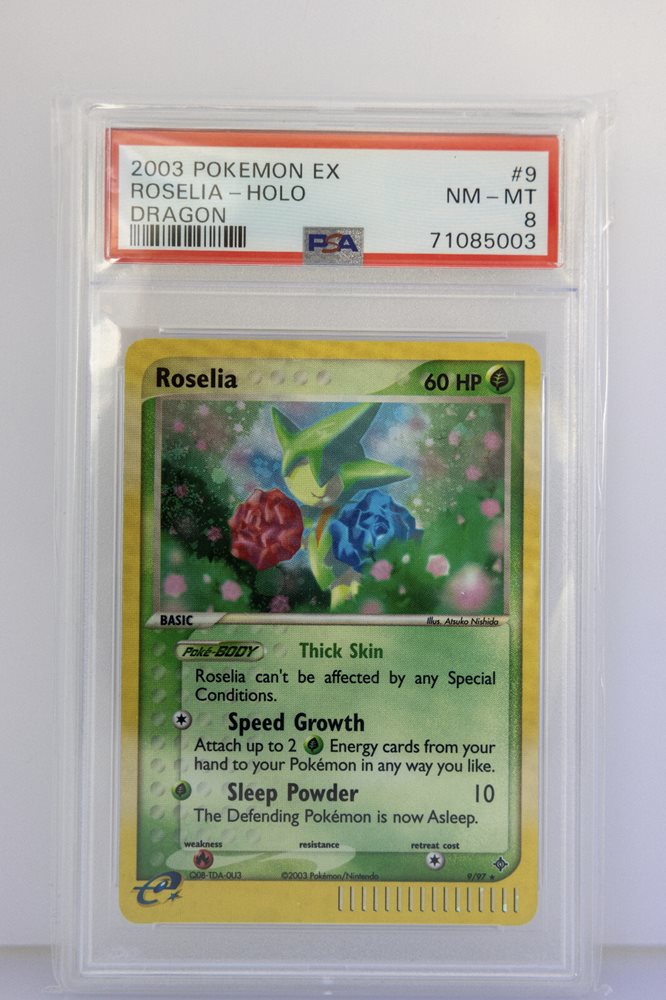 2003 POKEMON EX #9
ROSELIA - HOLO NM - MT
DRAGON 8
PSA 71085003
Roselia 60 HP
BASIC Illus. Atsuko Nishida
Poké-BODY Thick Skin
Roselia can't be affected by any Special
Conditions.
Speed Growth
Attach up to 2 Energy cards from your
hand to your Pokémon in any way you like.
Sleep Powder 10
The Defending Pokémon is now Asleep.
weakness resistance retreat cost
Q08-TDA-0U3 ©2003 Pokémon/Nintendo 9/97 ★
e